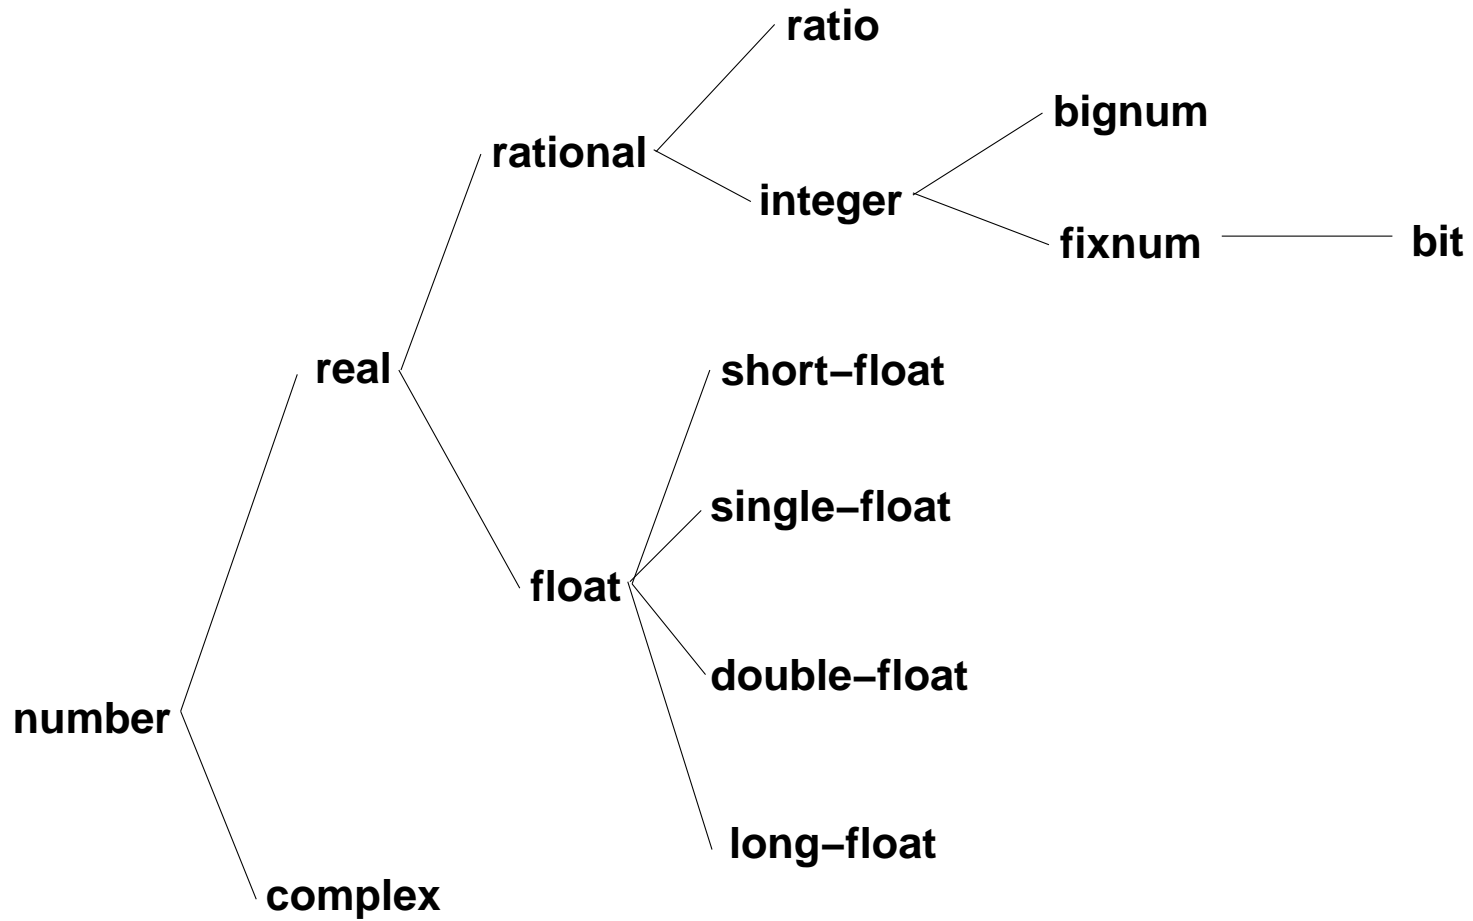 ratio
bignum
rational
integer
fixnum
bit
real
short–float
single–float
float
double–float
number
long–float
complex